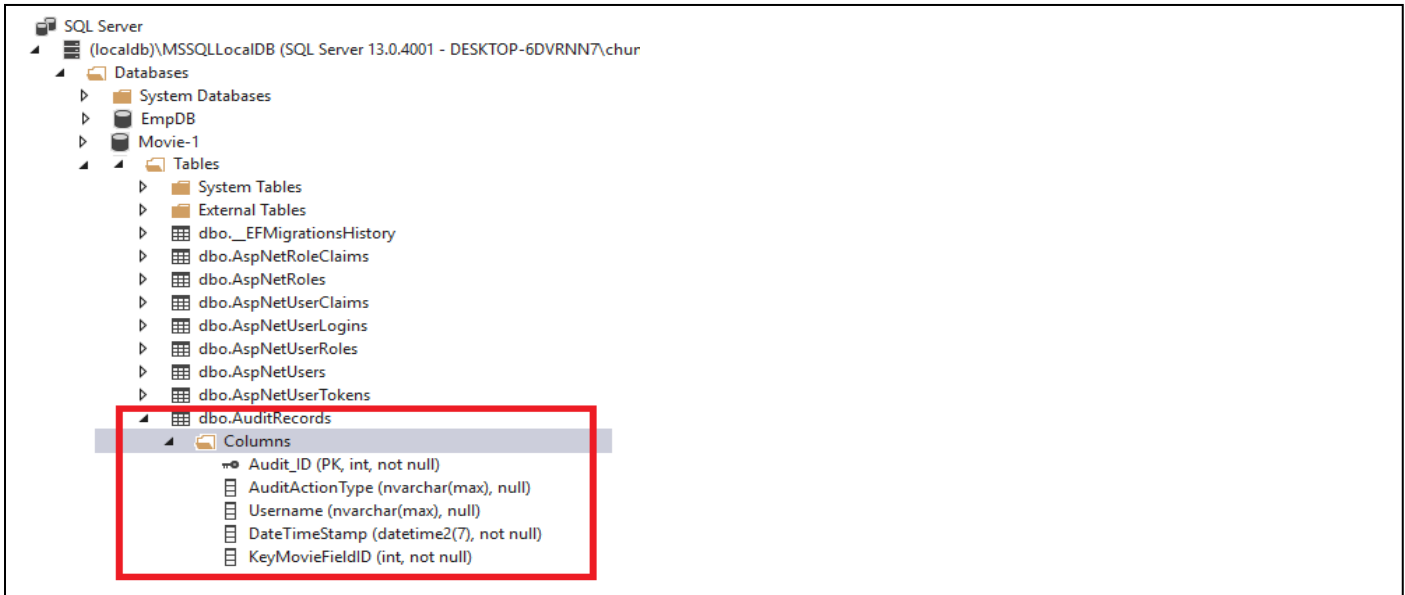 SQL Server
(localdb)\MSSQLLocalDB (SQL Server 13.0.4001 - DESKTOP-6DVRNN7\chur
Databases
System Databases
EmpDB
Movie-1
Tables
System Tables
External Tables
dbo.__EFMigrationsHistory
dbo.AspNetRoleClaims
dbo.AspNetRoles
dbo.AspNetUserClaims
dbo.AspNetUserLogins
dbo.AspNetUserRoles
dbo.AspNetUsers
dbo.AspNetUserTokens
dbo.AuditRecords
Columns
Audit_ID (PK, int, not null)
AuditActionType (nvarchar(max), null)
Username (nvarchar(max), null)
DateTimeStamp (datetime2(7), not null)
KeyMovieFieldID (int, not null)